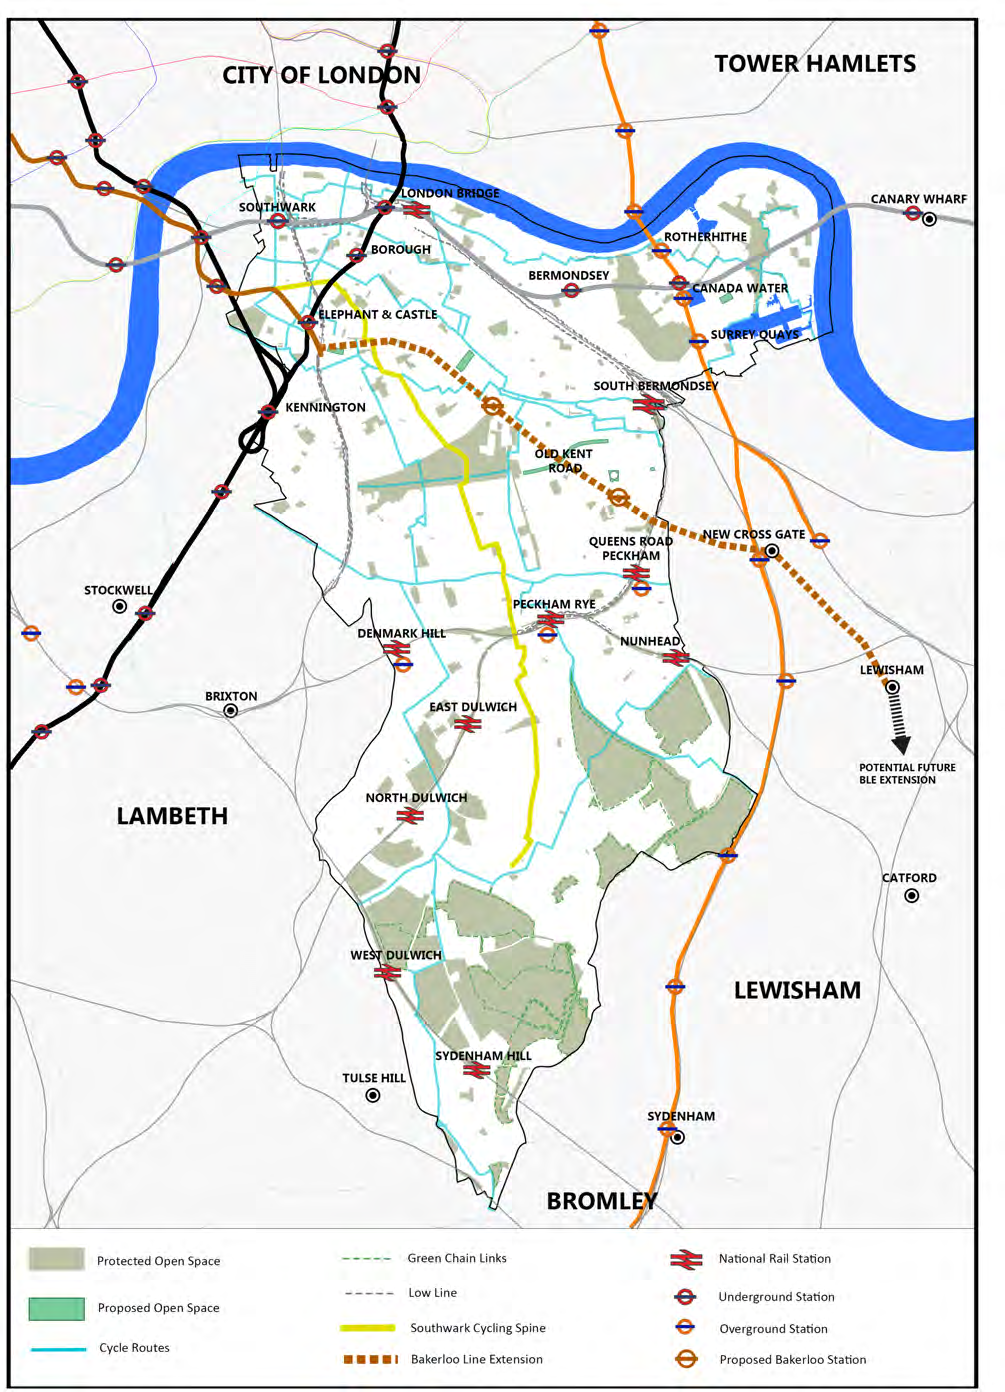 CITY OF LONDON
TOWER HAMLETS
LONDON BRIDGE
SOUTHWARK
CANARY WHARF
BOROUGH
ROTHERHITHE
BERMONDSEY
CANADA WATER
ELEPHANT & CASTLE
SURREY QUAYS
SOUTH BERMONDSEY
KENNINGTON
OLD KENT
ROAD
NEW CROSS GATE
QUEENS ROAD
PECKHAM
STOCKWELL
PECKHAM RYE
DENMARK HILL
NUNHEAD
LEWISHAM
BRIXTON
EAST DULWICH
POTENTIAL FUTURE
BLE EXTENSION
NORTH DULWICH
LAMBETH
CATFORD
WEST DULWICH
LEWISHAM
SYDENHAM HILL
TULSE HILL
SYDENHAM
BROMLEY
Protected Open Space
Proposed Open Space
Cycle Routes
Green Chain Links
Low Line
Southwark Cycling Spine
Bakerloo Line Extension
National Rail Station
Underground Station
Overground Station
Proposed Bakerloo Station